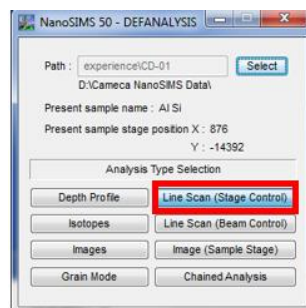 NanoSIMS 50 - DEFANALYSIS
Path : experience\CD-01 Select
D:\Cameca NanoSIMS Data\
Present sample name : Al Si
Present sample stage position X : 876
Y : -14392
Analysis Type Selection
Depth Profile Line Scan (Stage Control)
Isotopes Line Scan (Beam Control)
Images Image (Sample Stage)
Grain Mode Chained Analysis